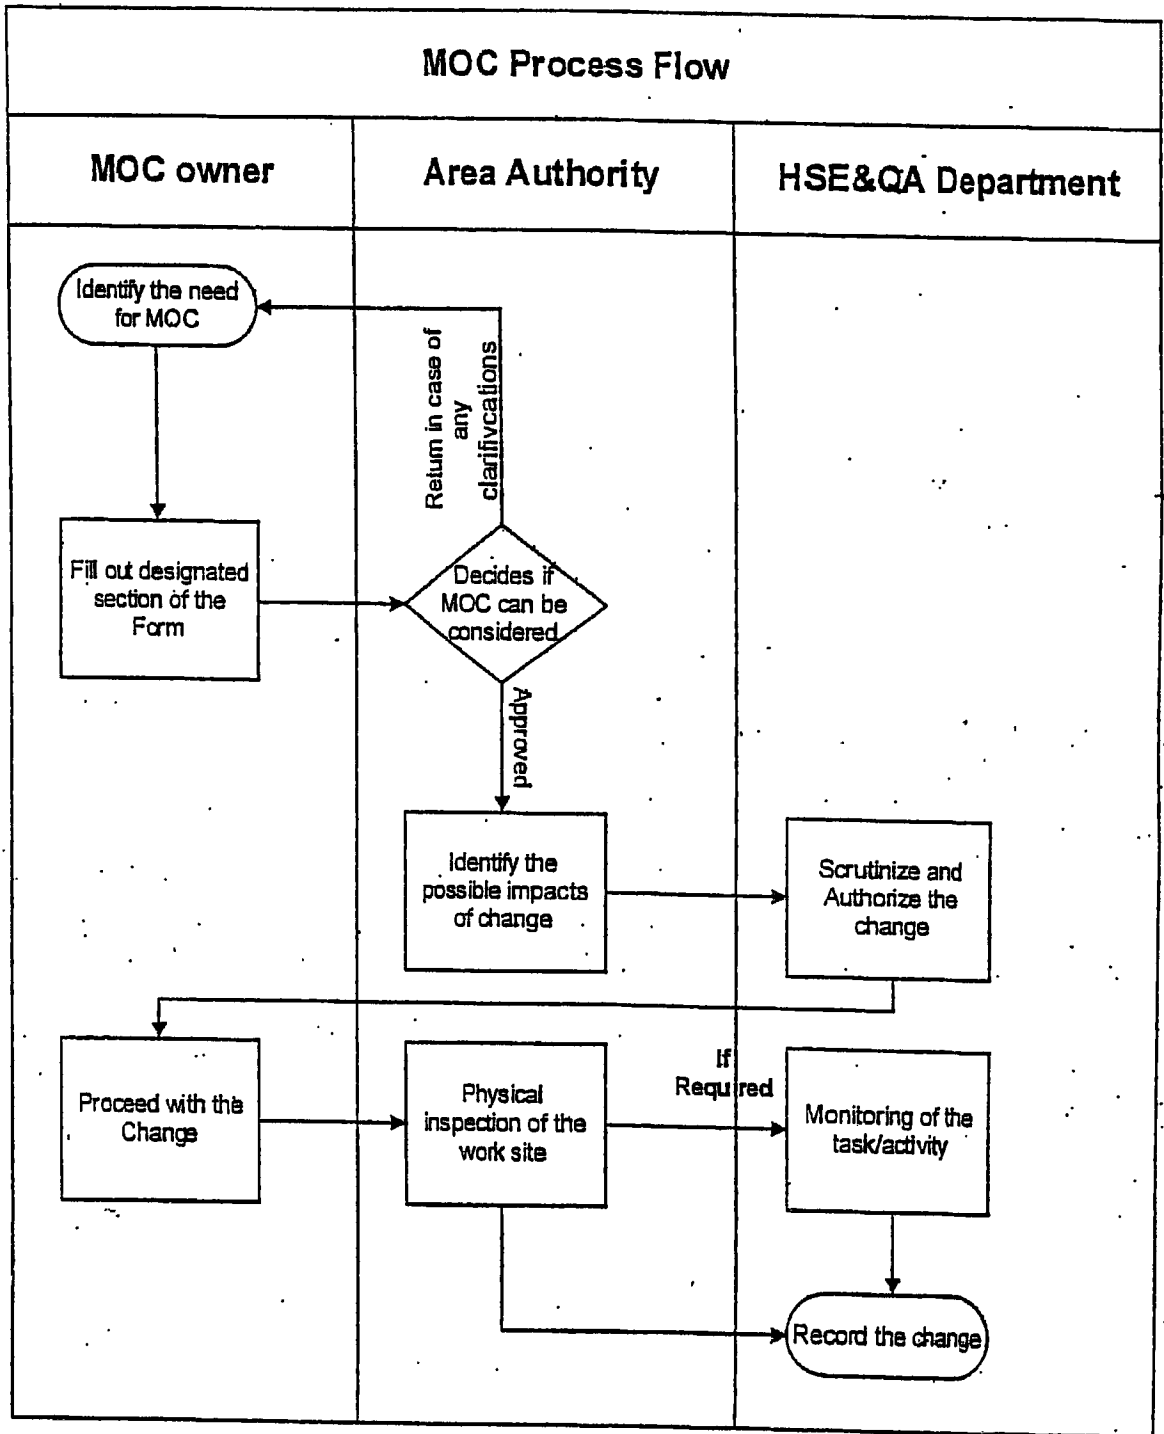 MOC Process Flow
MOC owner
Area Authority
HSE&QA Department
Identify the need
for MOC
Return in case of
any
clarifivcations
Fill out designated
section of the
Form
Decides if
MOC can be
considered
Approved
Identify the
possible impacts
of change
Scrutinize and
Authorize the
change
Proceed with the
Change
Physical
inspection of the
work site
If
Required
Monitoring of the
task/activity
Record the change